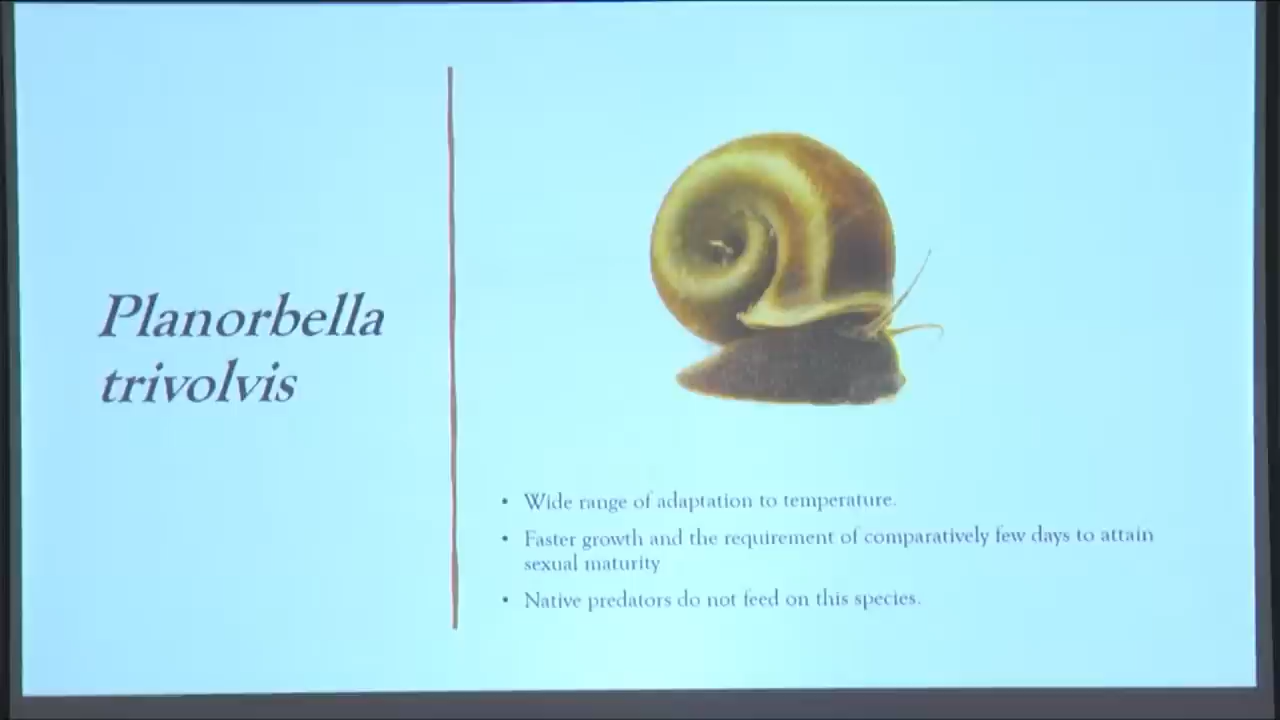 Planorbella
trivolvis
• Wide range of adaptation to temperature.
• Faster growth and the requirement of comparatively few days to attain
sexual maturity
• Native predators do not feed on this species.